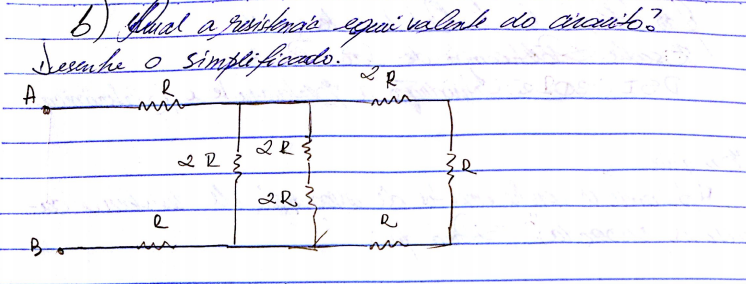 b) Qual a resistência equivalente do circuito?
Desenhe o simplificado.
2R
A R
2R 2R R
2R
R R
B